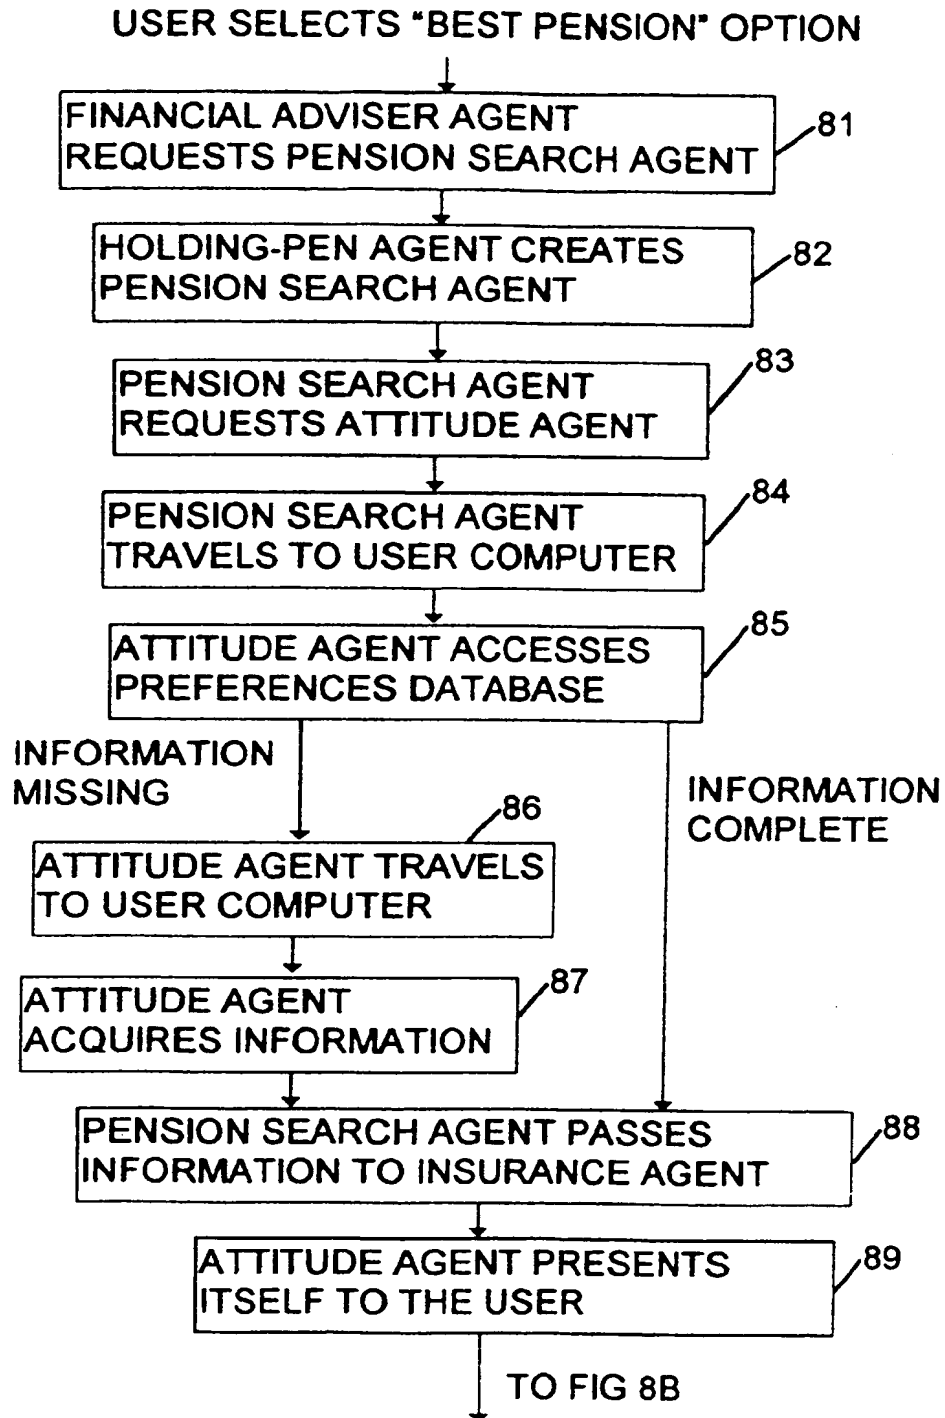 USER SELECTS "BEST PENSION" OPTION
FINANCIAL ADVISER AGENT
REQUESTS PENSION SEARCH AGENT
81
HOLDING-PEN AGENT CREATES
PENSION SEARCH AGENT
82
PENSION SEARCH AGENT
REQUESTS ATTITUDE AGENT
83
PENSION SEARCH AGENT
TRAVELS TO USER COMPUTER
84
ATTITUDE AGENT ACCESSES
PREFERENCES DATABASE
85
INFORMATION
MISSING
INFORMATION
COMPLETE
86
ATTITUDE AGENT TRAVELS
TO USER COMPUTER
ATTITUDE AGENT
ACQUIRES INFORMATION
87
PENSION SEARCH AGENT PASSES
INFORMATION TO INSURANCE AGENT
88
ATTITUDE AGENT PRESENTS
ITSELF TO THE USER
89
TO FIG 8B